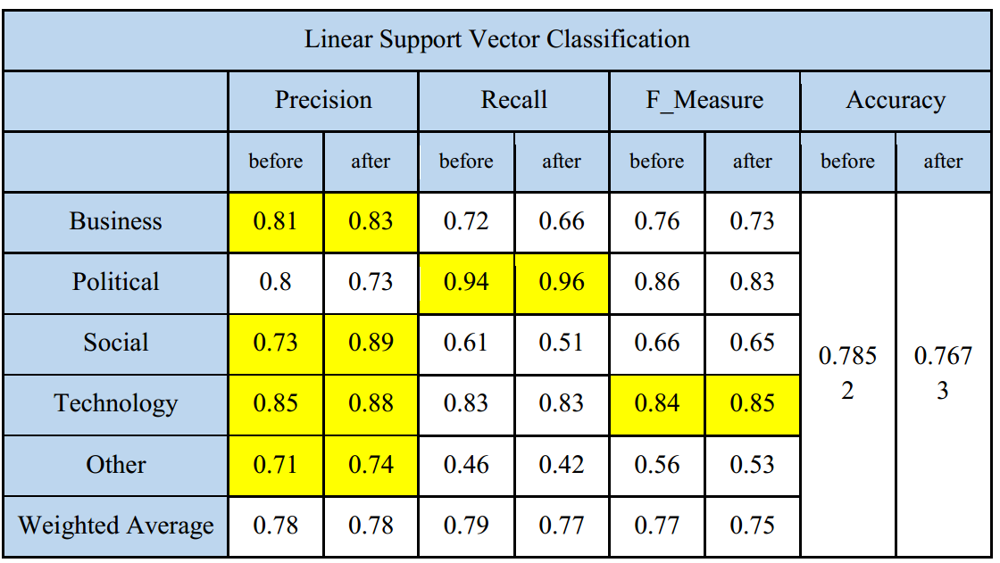 Linear Support Vector Classification
Precision Recall F_Measure Accuracy
before after before after before after before after
Business 0.81 0.83 0.72 0.66 0.76 0.73
Political 0.8 0.73 0.94 0.96 0.86 0.83
Social 0.73 0.89 0.61 0.51 0.66 0.65
0.785 0.767
2 3
Technology 0.85 0.88 0.83 0.83 0.84 0.85
Other 0.71 0.74 0.46 0.42 0.56 0.53
Weighted Average 0.78 0.78 0.79 0.77 0.77 0.75